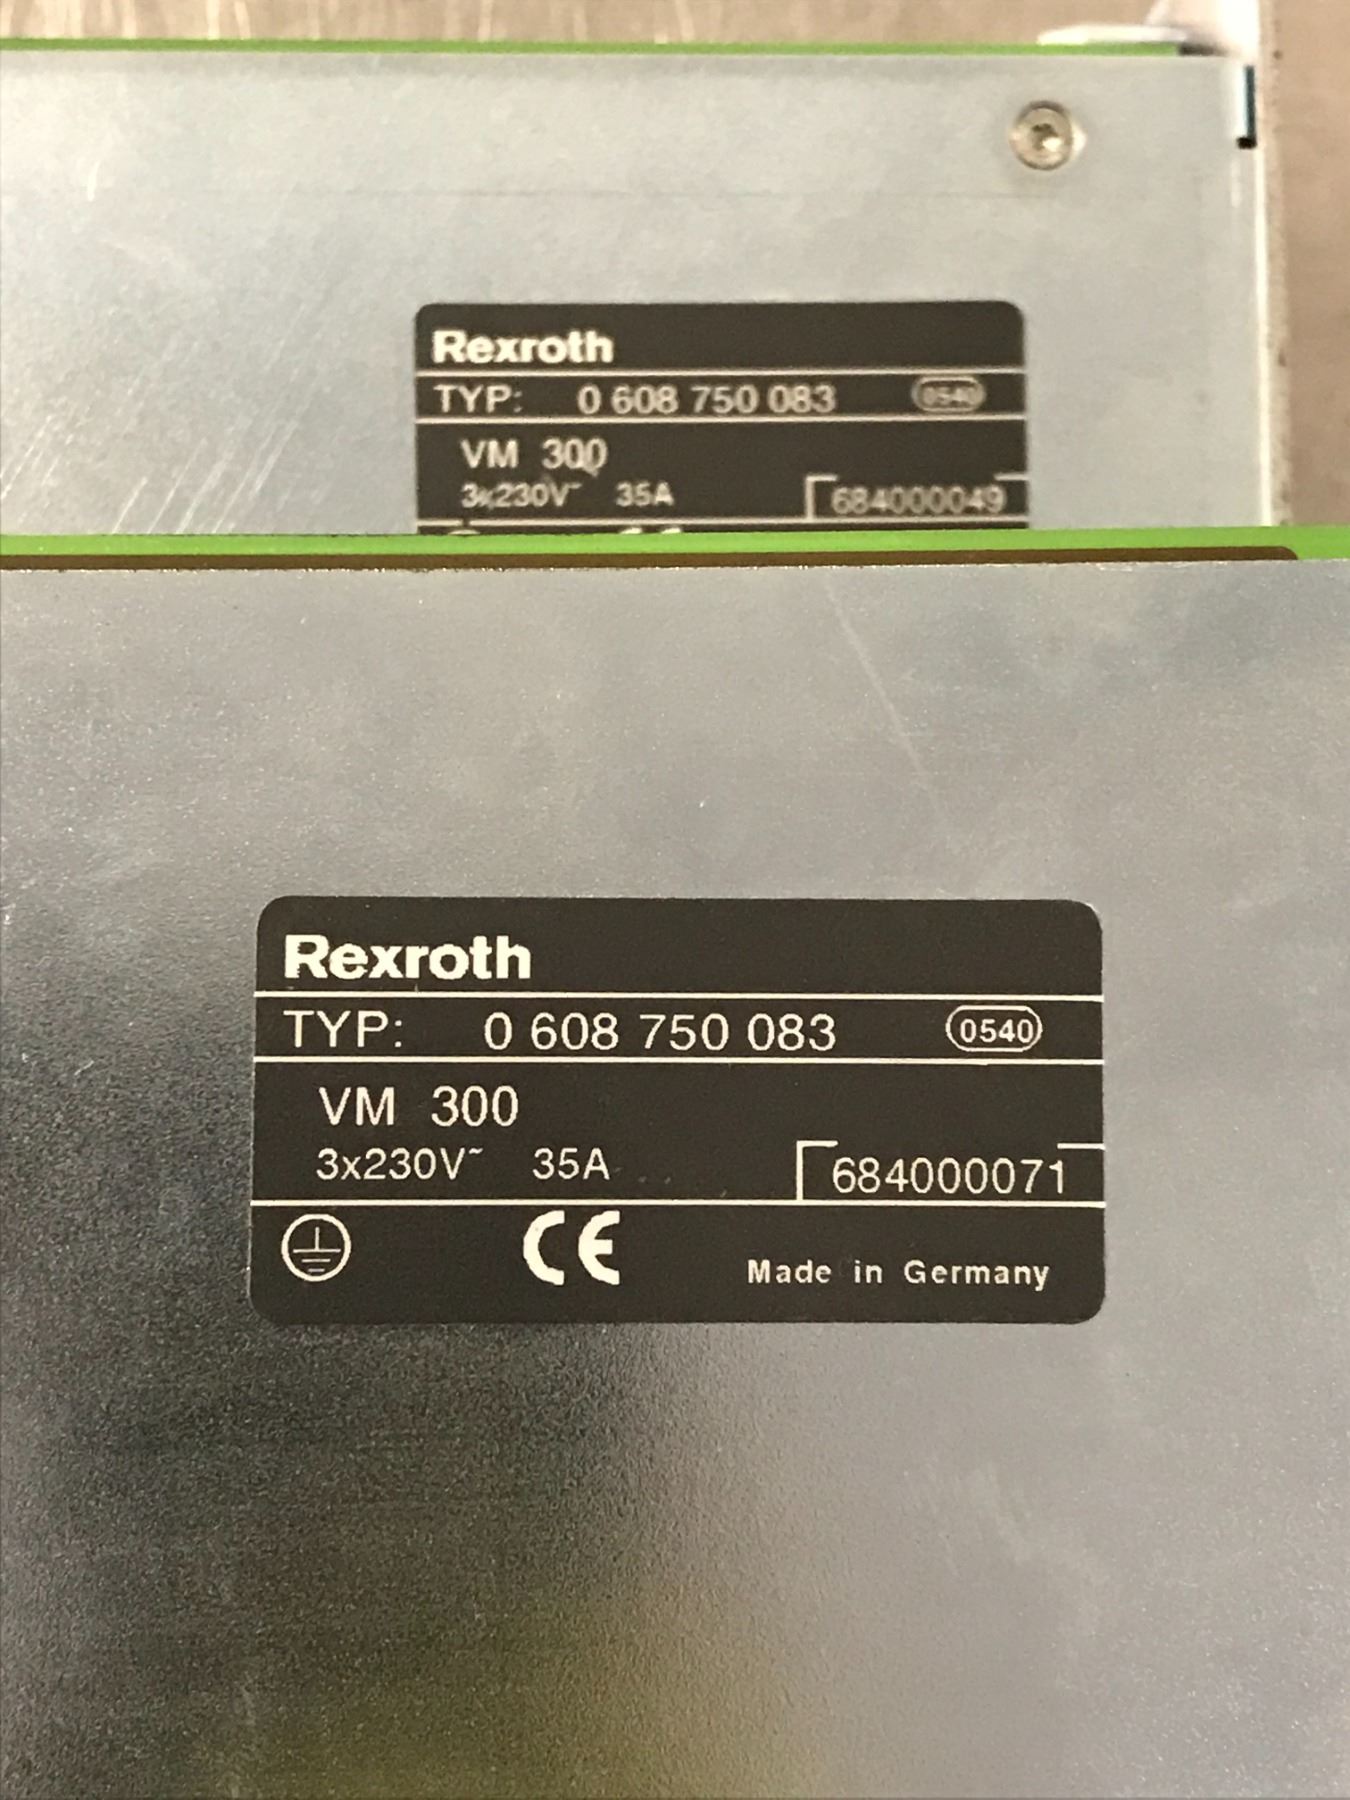 Rexroth
TYP: 0 608 750 083 0540
VM 300
3x230V~ 35A 684000049
Rexroth
TYP: 0 608 750 083 0540
VM 300
3x230V~ 35A 684000071
CE Made in Germany